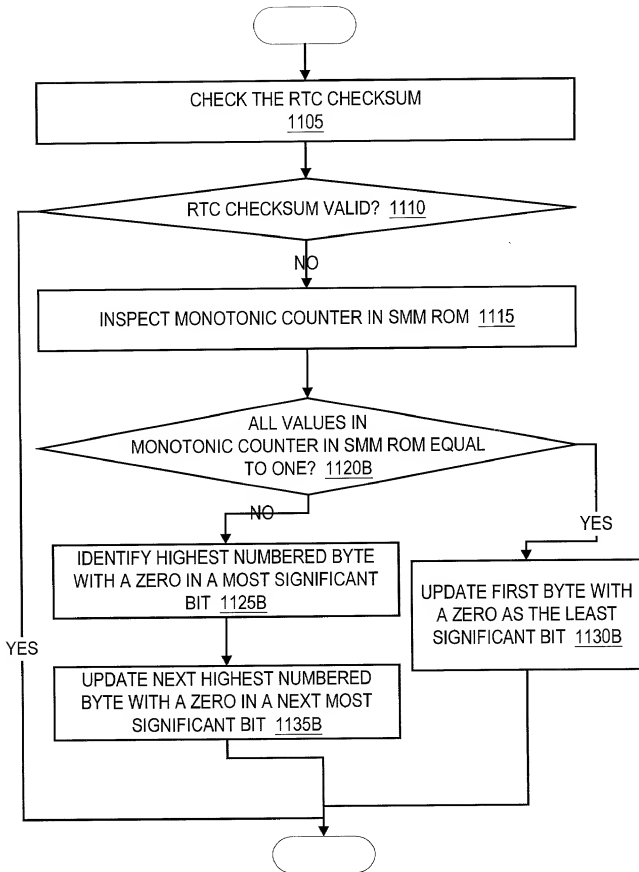 CHECK THE RTC CHECKSUM
1105
RTC CHECKSUM VALID? 1110
NO
INSPECT MONOTONIC COUNTER IN SMM ROM 1115
ALL VALUES IN
MONOTONIC COUNTER IN SMM ROM EQUAL
TO ONE? 1120B
NO
YES
IDENTIFY HIGHEST NUMBERED BYTE
WITH A ZERO IN A MOST SIGNIFICANT
BIT 1125B
UPDATE FIRST BYTE WITH
A ZERO AS THE LEAST
SIGNIFICANT BIT 1130B
YES
UPDATE NEXT HIGHEST NUMBERED
BYTE WITH A ZERO IN A NEXT MOST
SIGNIFICANT BIT 1135B